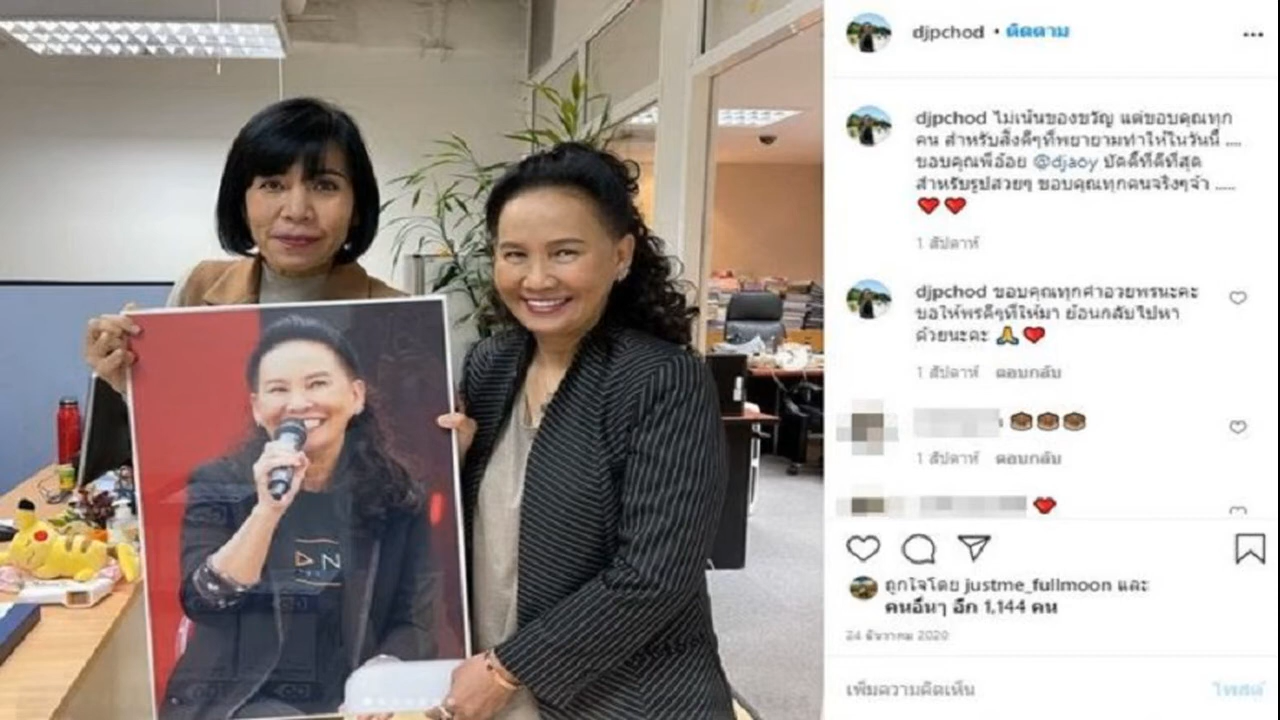 djpchod • ติดตาม
djpchod ไม่เน้นของขวัญ แต่ขอบคุณทุก
คน สำหรับสิ่งดีๆที่พยายามทำให้ในวันนี้ ....
ขอบคุณพี่อ้อย @djaoy บัดดี้ที่ดีที่สุด
สำหรับรูปสวยๆ ขอบคุณทุกคนจริงๆจ้า .....
1 สัปดาห์
djpchod ขอบคุณทุกคำอวยพรนะคะ
ขอให้พรดีๆที่ให้มา ย้อนกลับไปหา
ด้วยนะคะ
1 สัปดาห์ ตอบกลับ
1 สัปดาห์ ตอบกลับ
ถูกใจโดย justme_fullmoon และ
คนอื่นๆ อีก 1,144 คน
24 ธันวาคม 2020
เพิ่มความคิดเห็น
โพสต์